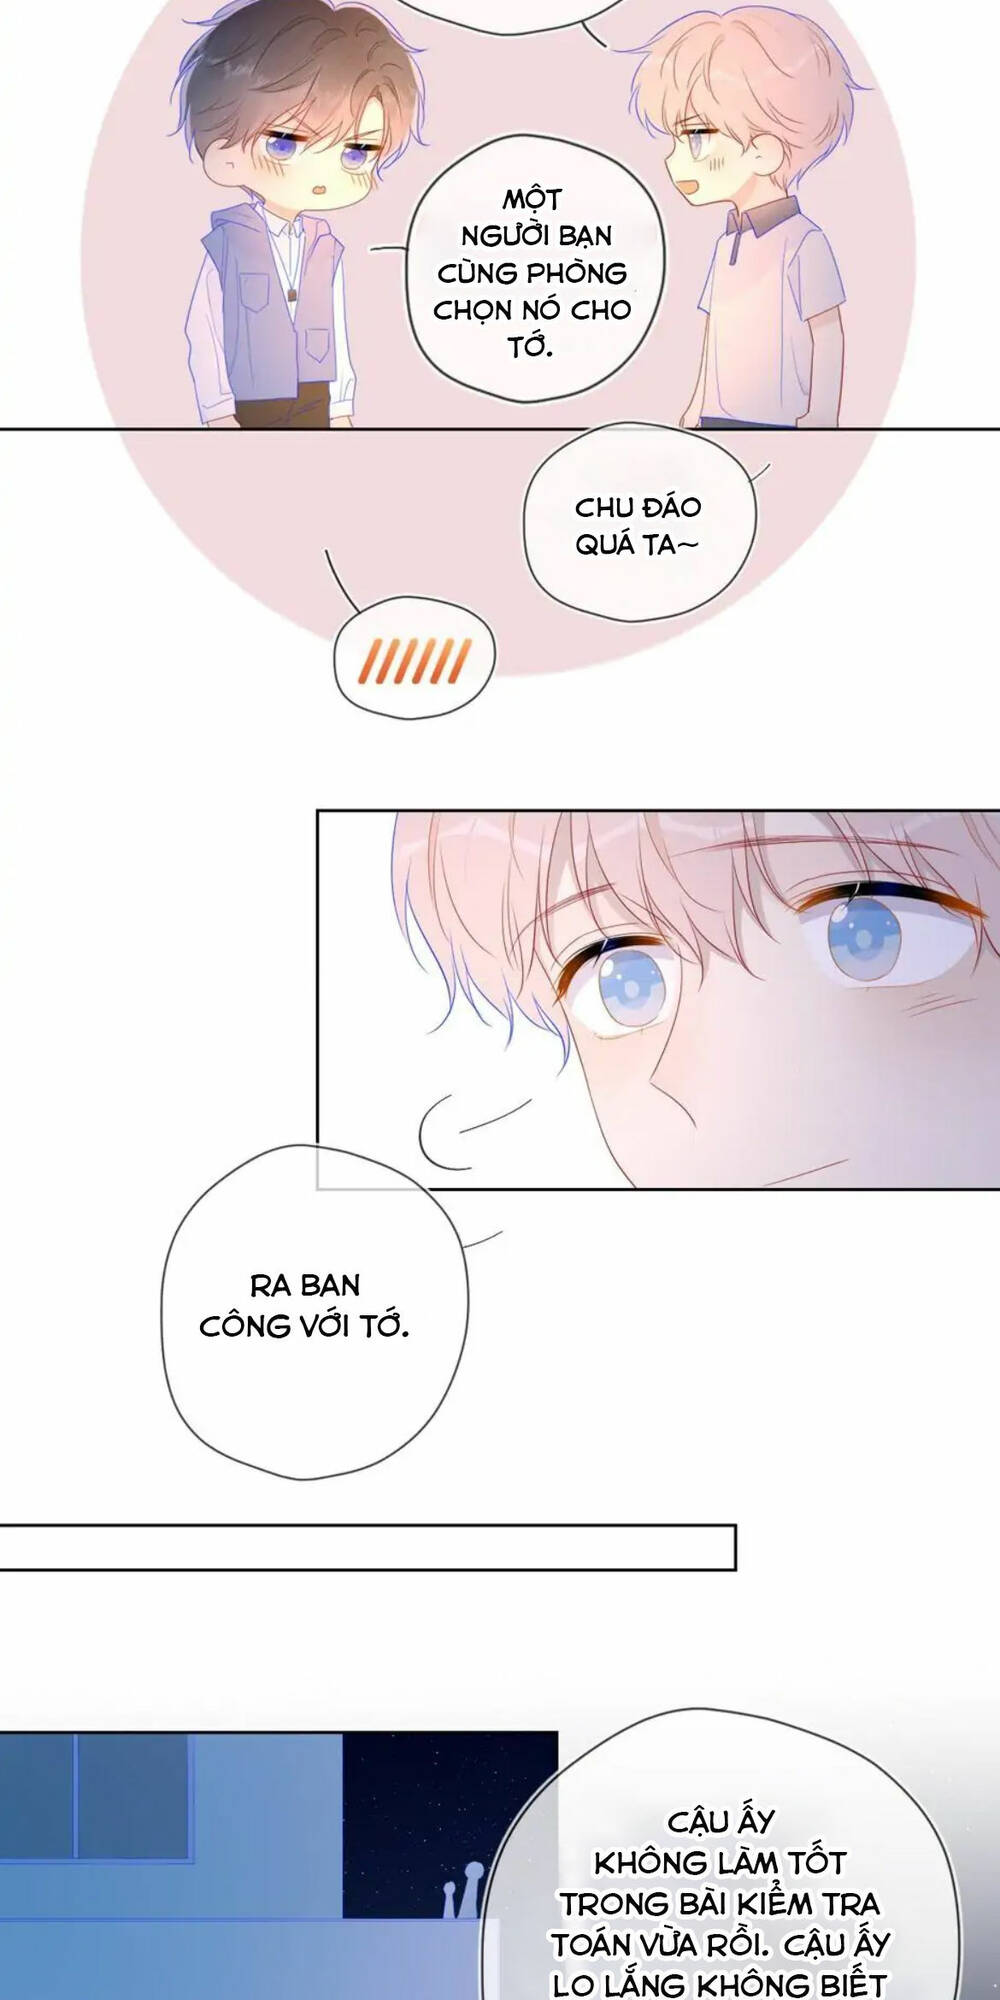 MỘT
NGƯỜI BẠN
CÙNG PHÒNG
CHỌN NÓ CHO
TỚ.
CHU ĐÁO
QUÁ TA~
RA BAN
CÔNG VỚI TỚ.
CẬU ẤY
KHÔNG LÀM TỐT
TRONG BÀI KIỂM TRA
TOÁN VỪA RỒI. CẬU ẤY
LO LẮNG KHÔNG BIẾT